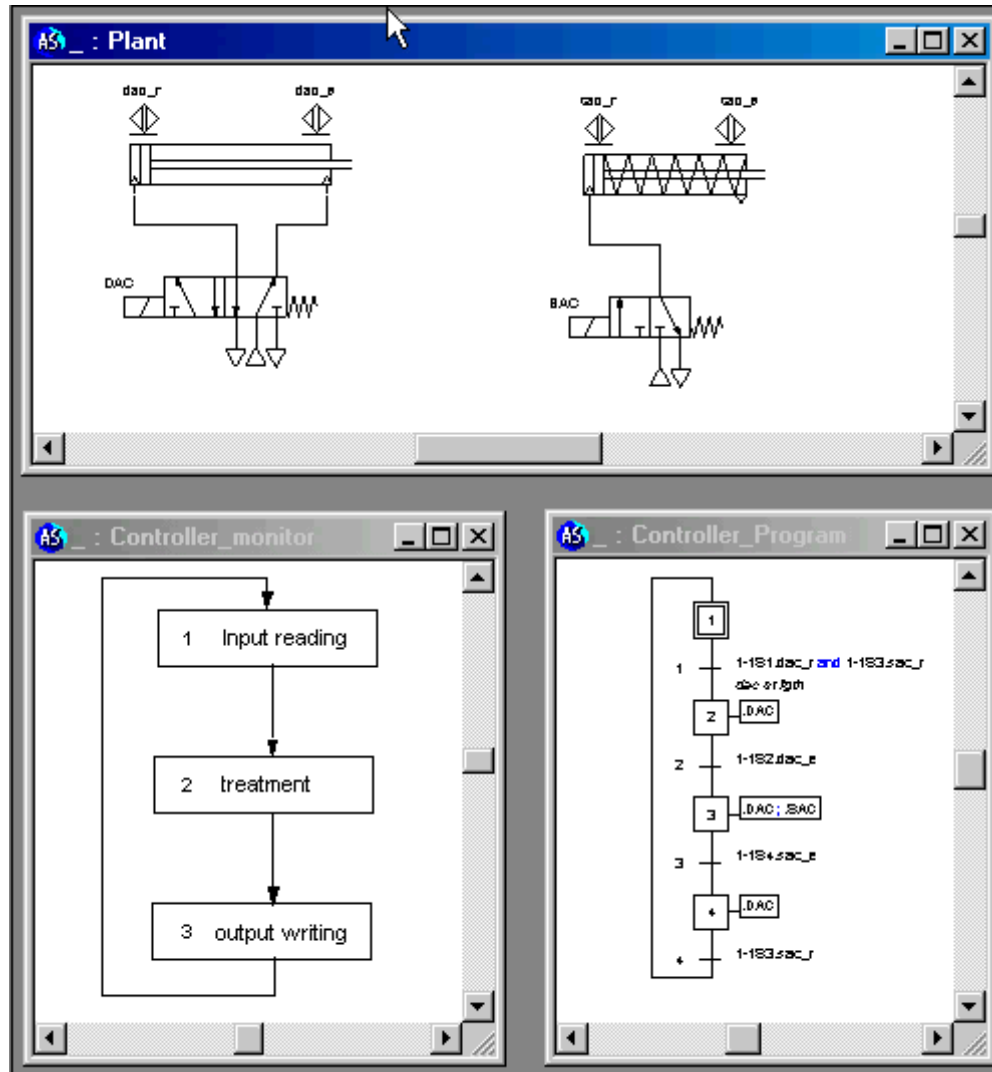 _ : Plant
dac_r
dac_e
sac_r
sac_e
DAC
SAC
_ : Controller_monitor
1 Input reading
2 treatment
3 output writing
_ : Controller_Program
1
1 1-1S1.dac_r and 1-1S3.sac_r
2 .DAC
2 1-1S2.dac_e
3 .DAC ; .SAC
3 1-1S4.sac_e
4 .DAC
4 1-1S3.sac_r